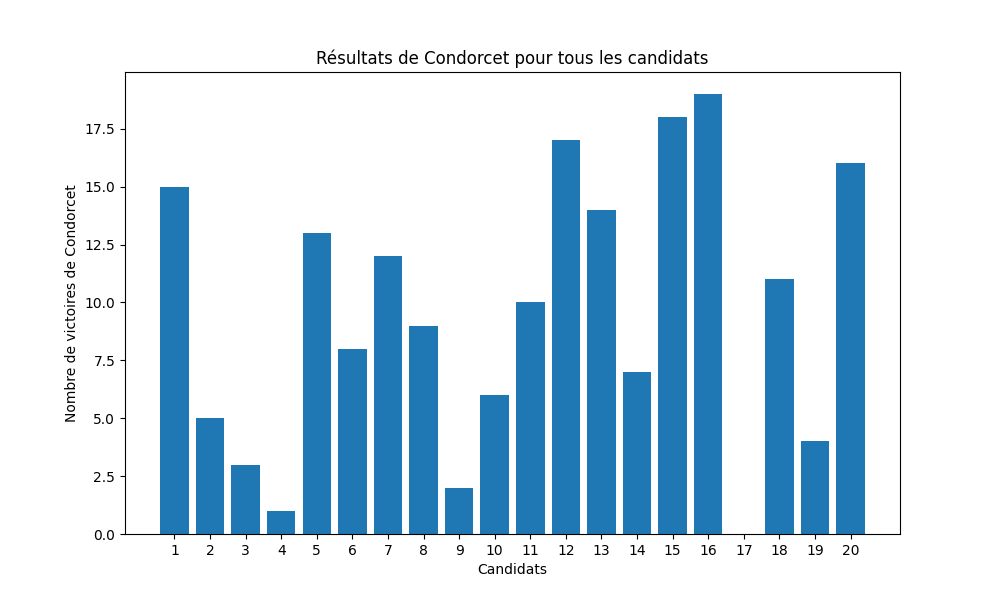 Résultats de Condorcet pour tous les candidats
Nombre de victoires de Condorcet
17.5
15.0
12.5
10.0
7.5
5.0
2.5
0.0
1 2 3 4 5 6 7 8 9 10 11 12 13 14 15 16 17 18 19 20
Candidats